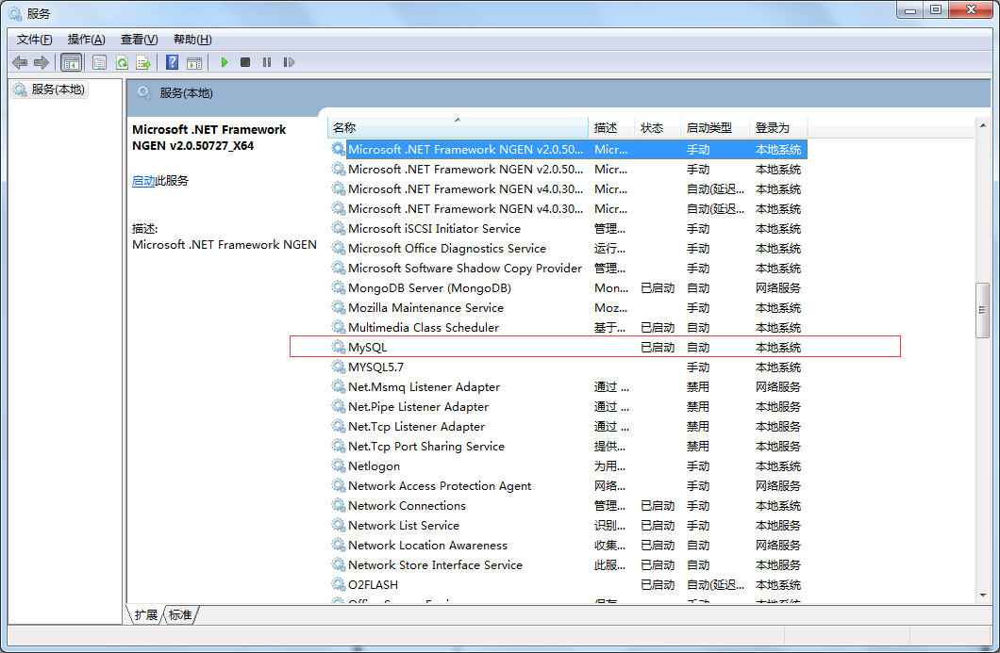 服务
文件(F) 操作(A) 查看(V) 帮助(H)
服务(本地)
服务(本地)
Microsoft .NET Framework
NGEN v2.0.50727_X64
启动此服务
描述:
Microsoft .NET Framework NGEN
名称 描述 状态 启动类型 登录为
Microsoft .NET Framework NGEN v2.0.50... Micr... 手动 本地系统
Microsoft .NET Framework NGEN v2.0.50... Micr... 手动 本地系统
Microsoft .NET Framework NGEN v4.0.30... Micr... 自动(延迟... 本地系统
Microsoft .NET Framework NGEN v4.0.30... Micr... 自动(延迟... 本地系统
Microsoft iSCSI Initiator Service 管理... 手动 本地系统
Microsoft Office Diagnostics Service 运行... 手动 本地系统
Microsoft Software Shadow Copy Provider 管理... 手动 本地系统
MongoDB Server (MongoDB) Mon... 已启动 自动 网络服务
Mozilla Maintenance Service Moz... 手动 本地系统
Multimedia Class Scheduler 基于... 已启动 自动 本地系统
MySQL 已启动 自动 本地系统
MYSQL5.7 手动 本地系统
Net.Msmq Listener Adapter 通过 ... 禁用 网络服务
Net.Pipe Listener Adapter 通过 ... 禁用 本地服务
Net.Tcp Listener Adapter 通过 ... 禁用 本地服务
Net.Tcp Port Sharing Service 提供... 禁用 本地服务
Netlogon 为用... 手动 本地系统
Network Access Protection Agent 网络... 手动 网络服务
Network Connections 管理... 已启动 手动 本地系统
Network List Service 识别... 已启动 手动 本地服务
Network Location Awareness 收集... 已启动 自动 网络服务
Network Store Interface Service 此服... 已启动 自动 本地服务
O2FLASH 已启动 自动(延迟... 本地系统
扩展 标准